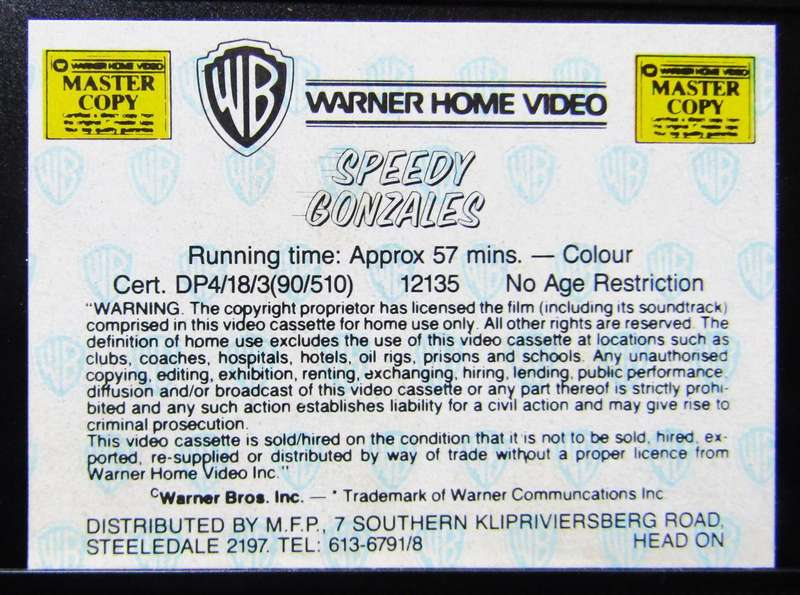 WARNER HOME VIDEO
MASTER
COPY
WB
WARNER HOME VIDEO
WARNER HOME VIDEO
MASTER
COPY
SPEEDY
GONZALES
Running time: Approx 57 mins. — Colour
Cert. DP4/18/3(90/510) 12135 No Age Restriction
"WARNING. The copyright proprietor has licensed the film (including its soundtrack)
comprised in this video cassette for home use only. All other rights are reserved. The
definition of home use excludes the use of this video cassette at locations such as
clubs, coaches, hospitals, hotels, oil rigs, prisons and schools. Any unauthorised
copying, editing, exhibition, renting, exchanging, hiring, lending, public performance,
diffusion and/or broadcast of this video cassette or any part thereof is strictly prohi-
bited and any such action establishes liability for a civil action and may give rise to
criminal prosecution.
This video cassette is sold/hired on the condition that it is not to be sold, hired, ex-
ported, re-supplied or distributed by way of trade without a proper licence from
Warner Home Video Inc."
©Warner Bros. Inc. — * Trademark of Warner Communcations Inc
DISTRIBUTED BY M.F.P., 7 SOUTHERN KLIPRIVIERSBERG ROAD,
STEELEDALE 2197. TEL: 613-6791/8 HEAD ON